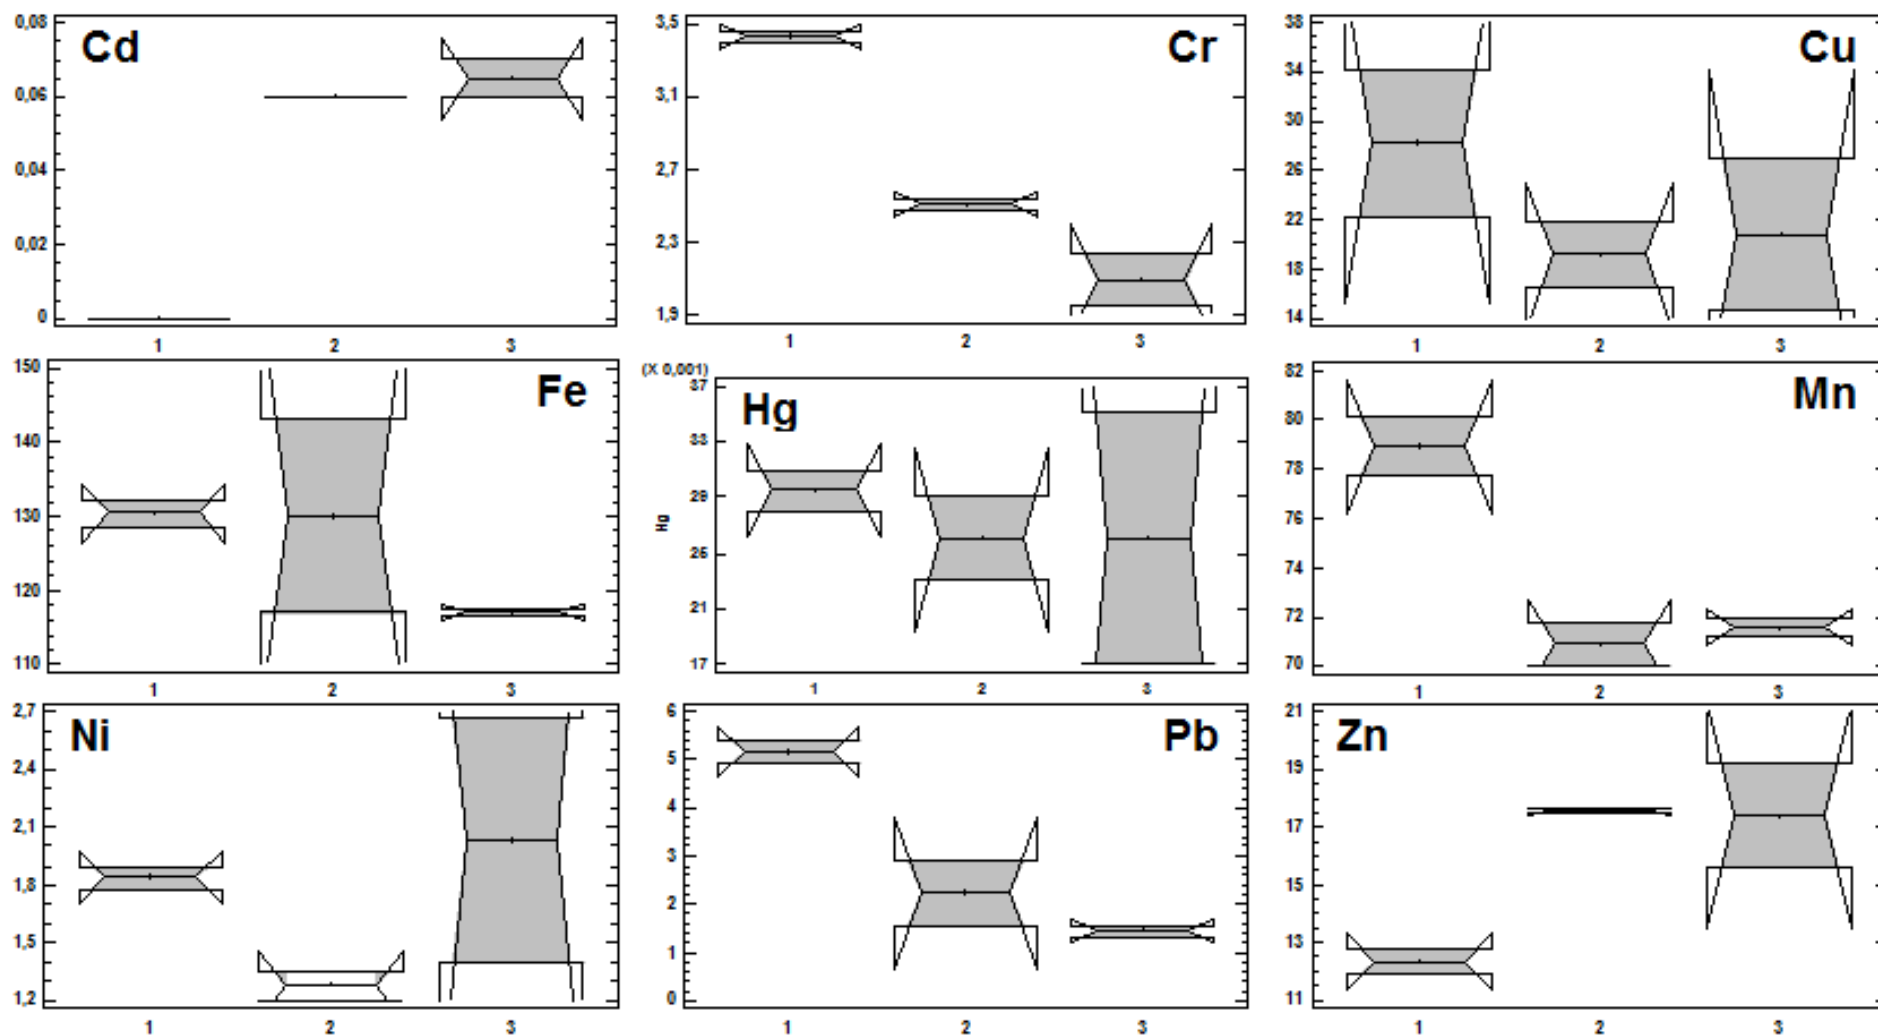 Cd
0,08
0,06
0,04
0,02
0
1 2 3
Cr
3,5
3,1
2,7
2,3
1,9
1 2 3
Cu
38
34
30
26
22
18
14
1 2 3
Fe
150
140
130
120
110
1 2 3
(X 0,001)
Hg
37
33
29
25
21
17
Hg
1 2 3
Mn
82
80
78
76
74
72
70
1 2 3
Ni
2,7
2,4
2,1
1,8
1,5
1,2
1 2 3
Pb
6
5
4
3
2
1
0
1 2 3
Zn
21
19
17
15
13
11
1 2 3